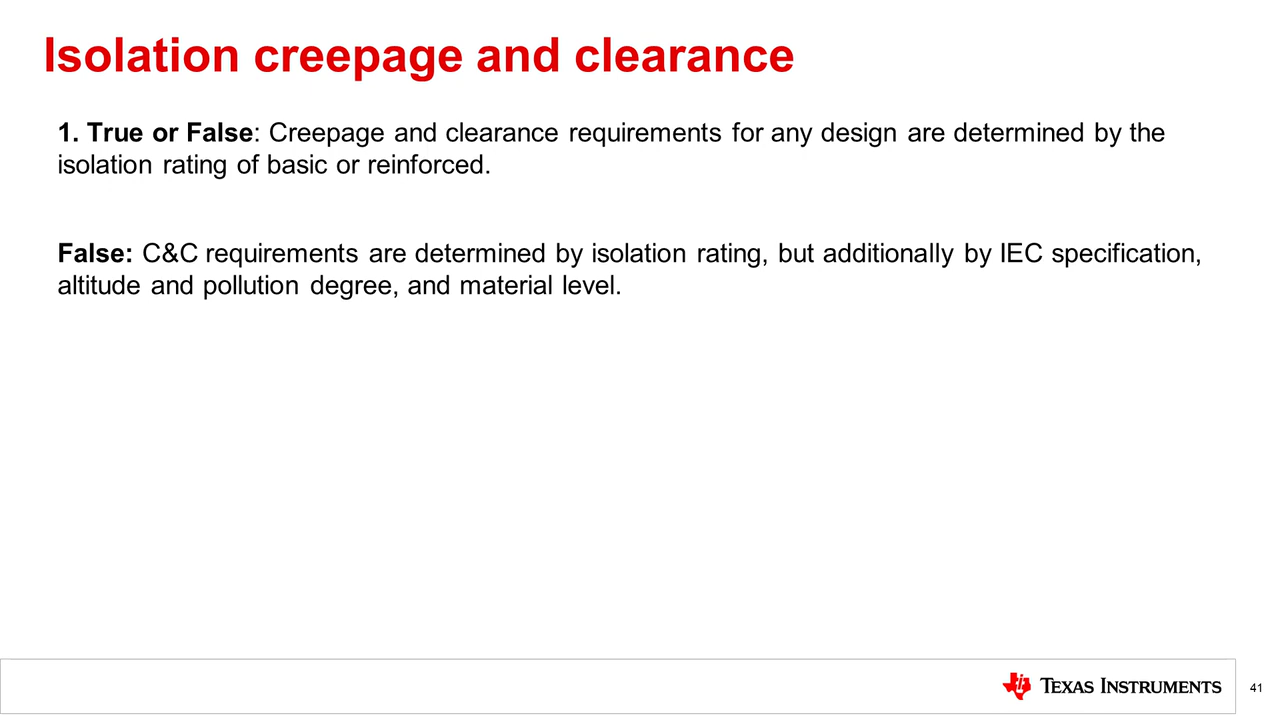 Isolation creepage and clearance
1. True or False: Creepage and clearance requirements for any design are determined by the
isolation rating of basic or reinforced.
False: C&C requirements are determined by isolation rating, but additionally by IEC specification,
altitude and pollution degree, and material level.
TEXAS INSTRUMENTS
41